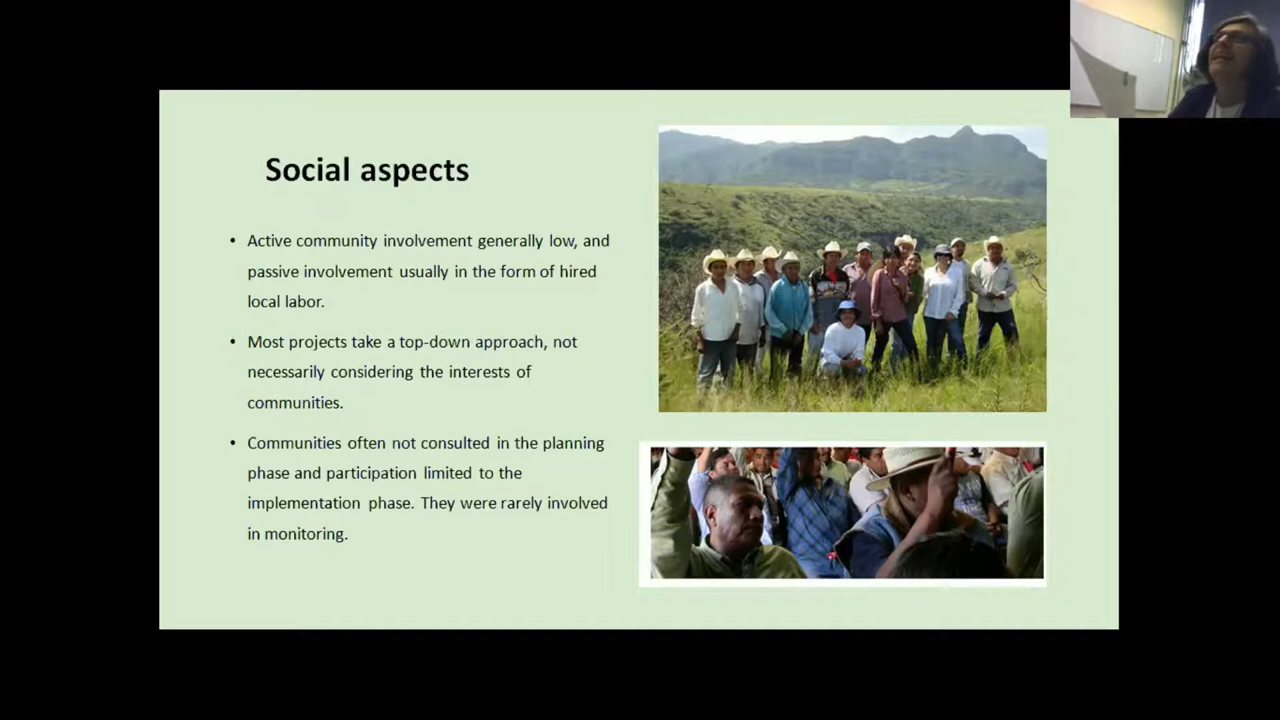 Social aspects
• Active community involvement generally low, and
passive involvement usually in the form of hired
local labor.
• Most projects take a top-down approach, not
necessarily considering the interests of
communities.
• Communities often not consulted in the planning
phase and participation limited to the
implementation phase. They were rarely involved
in monitoring.